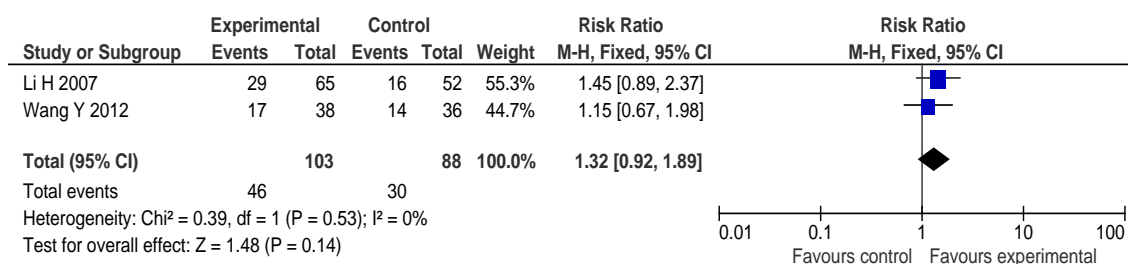 Experimental Control Risk Ratio Risk Ratio
Study or Subgroup Events Total Events Total Weight M-H, Fixed, 95% CI M-H, Fixed, 95% CI
Li H 2007 29 65 16 52 55.3% 1.45 [0.89, 2.37]
Wang Y 2012 17 38 14 36 44.7% 1.15 [0.67, 1.98]
Total (95% CI) 103 88 100.0% 1.32 [0.92, 1.89]
Total events 46 30
Heterogeneity: Chi² = 0.39, df = 1 (P = 0.53); I² = 0%
Test for overall effect: Z = 1.48 (P = 0.14)
0.01 0.1 1 10 100
Favours control Favours experimental